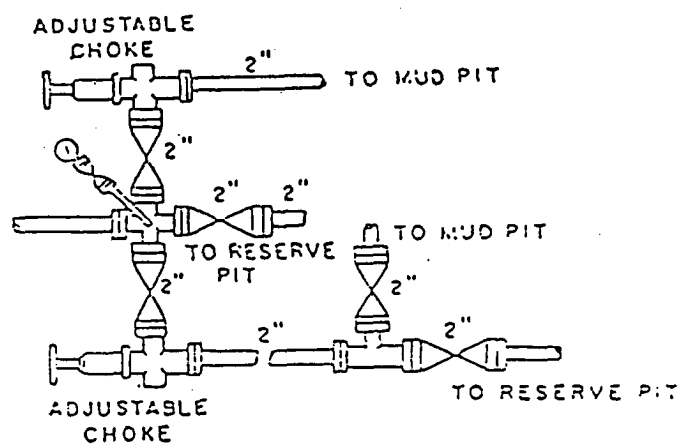 ADJUSTABLE
CHOKE
2"
TO MUD PIT
2"
2"
2"
TO RESERVE
PIT
TO MUD PIT
2"
2"
2"
2"
TO RESERVE PIT
ADJUSTABLE
CHOKE